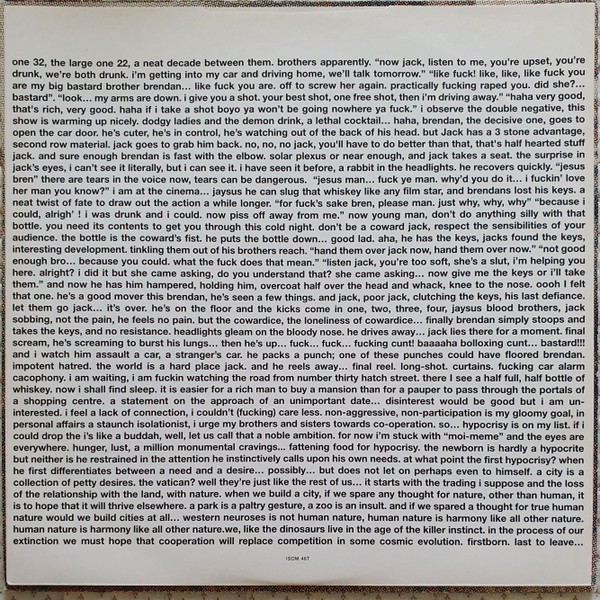 one 32, the large one 22, a neat decade between them. brothers apparently. “now jack, listen to me, you're upset, you're
drunk, we're both drunk. i'm getting into my car and driving home, we'll talk tomorrow.” “like fuck! like, like, like fuck you
are my big bastard brother brendan... like fuck you are. off to screw her again. practically fucking raped you. did she?...
bastard”. “look... my arms are down. i give you a shot. your best shot, one free shot, then i'm driving away.” “haha very good,
that's rich, very good. haha if i take a shot boyo ya won't be going nowhere ya fuck.” i observe the double negative, this
show is warming up nicely. dodgy ladies and the demon drink, a lethal cocktail... haha, brendan, the decisive one, goes to
open the car door. he's cuter, he's in control, he's watching out of the back of his head. but Jack has a 3 stone advantage,
second row material. jack goes to grab him back. no, no, no jack, you'll have to do better than that, that's half hearted stuff
jack. and sure enough brendan is fast with the elbow. solar plexus or near enough, and jack takes a seat. the surprise in
jack's eyes, i can't see it literally, but i can see it. i have seen it before, a rabbit in the headlights. he recovers quickly. “jesus
bren” there are tears in the voice now, tears can be dangerous. “jesus man... fuck ye man. why'd you do it... i fuckin' love
her man you know?” i am at the cinema... jaysus he can slug that whiskey like any film star, and brendans lost his keys. a
neat twist of fate to draw out the action a while longer. “for fuck's sake bren, please man. just why, why, why” “because i
could, alrigh' ! i was drunk and i could. now piss off away from me.” now young man, don't do anything silly with that
bottle. you need its contents to get you through this cold night. don't be a coward jack, respect the sensibilities of your
audience. the bottle is the coward's fist. he puts the bottle down... good lad. aha, he has the keys, jacks found the keys,
interesting development. tinkling them out of his brothers reach. “hand them over jack now, hand them over now.” “not good
enough bro... because you could. what the fuck does that mean.” “listen jack, you're too soft, she's a slut, i'm helping you
here. alright? i did it but she came asking, do you understand that? she came asking... now give me the keys or i'll take
them.” and now he has him hampered, holding him, overcoat half over the head and whack, knee to the nose. oooh I felt
that one. he's a good mover this brendan, he's seen a few things. and jack, poor jack, clutching the keys, his last defiance.
let them go jack... it's over. he's on the floor and the kicks come in one, two, three, four, jaysus blood brothers, jack
sobbing, not the pain, he feels no pain. but the cowardice, the loneliness of cowardice... finally brendan simply stoops and
takes the keys, and no resistance. headlights gleam on the bloody nose. he drives away... jack lies there for a moment. final
scream, he's screaming to burst his lungs... then he's up... fuck... fuck... fucking cunt! baaaaha bolloxing cunt... bastard!!!
and i watch him assault a car, a stranger's car. he packs a punch; one of these punches could have floored brendan.
impotent hatred. the world is a hard place jack. and he reels away... final reel. long-shot. curtains. fucking car alarm
cacophony. i am waiting, i am fuckin watching the road from number thirty hatch street. there I see a half full, half bottle of
whiskey. now i shall find sleep. it is easier for a rich man to buy a mansion than for a pauper to pass through the portals of
a shopping centre. a statement on the approach of an unimportant date... disinterest would be good but i am un-
interested. i feel a lack of connection, i couldn't (fucking) care less. non-aggressive, non-participation is my gloomy goal, in
personal affairs a staunch isolationist, i urge my brothers and sisters towards co-operation. so... hypocrisy is on my list. if i
could drop the i's like a buddah, well, let us call that a noble ambition. for now i'm stuck with “moi-meme” and the eyes are
everywhere. hunger, lust, a million monumental cravings... fattening food for hypocrisy. the newborn is hardly a hypocrite
but neither is he restrained in the attention he instinctively calls upon his own needs. at what point the first hypocrisy? when
he first differentiates between a need and a desire... possibly... but does not let on perhaps even to himself. a city is a
collection of petty desires. the vatican? well they're just like the rest of us... it starts with the trading i suppose and the loss
of the relationship with the land, with nature. when we build a city, if we spare any thought for nature, other than human, it
is to hope that it will thrive elsewhere. a park is a paltry gesture, a zoo is an insult. and if we spared a thought for true human
nature would we build cities at all... western neuroses is not human nature, human nature is harmony like all other nature.
human nature is harmony like all other nature.we, like the dinosaurs live in the age of the killer instinct. in the process of our
extinction we must hope that cooperation will replace competition in some cosmic evolution. firstborn. last to leave...
ISOM 46T